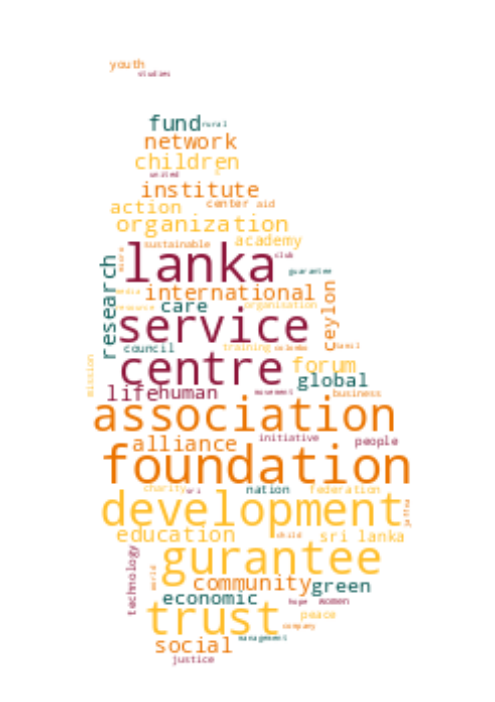 youth
studies
fund rural
network
children
united
institute
action center aid
organization
sustainable academy
lanka club
guarantee
research
international
ceylon
care organisation
service
council training colombo tamil
centre forum
mission
global
life human movement business
association
alliance initiative people
foundation
charity sri nation federation
development jaffna
education child sri lanka
gurantee
technology
world
community green
economic hope women
trust peace
company
social management
justice